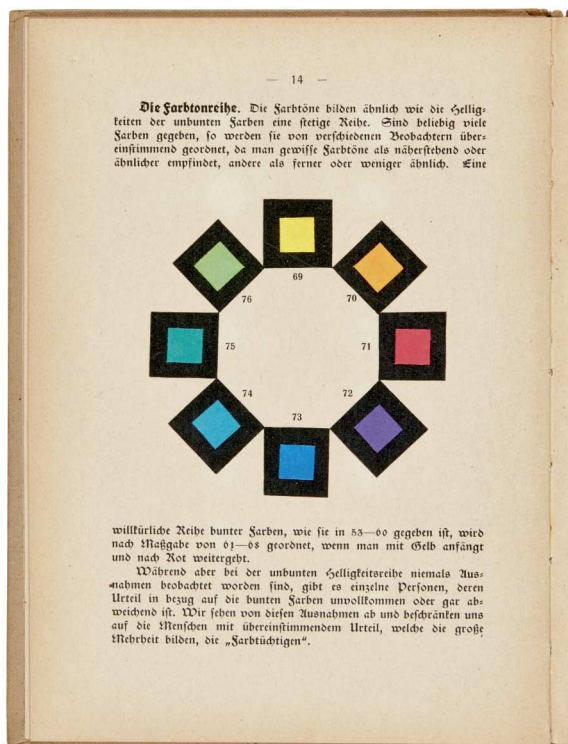 — 14 —
Die Farbtonreihe. Die Farbtöne bilden ähnlich wie die Hellig-
keiten der unbunten Farben eine stetige Reihe. Sind beliebig viele
Farben gegeben, so werden sie von verschiedenen Beobachtern über-
einstimmend geordnet, da man gewisse Farbtöne als näherstehend oder
ähnlicher empfindet, andere als ferner oder weniger ähnlich. Eine
69
76
70
75
71
74
72
73
willkürliche Reihe bunter Farben, wie sie in 53—60 gegeben ist, wird
nach Maßgabe von 61—68 geordnet, wenn man mit Gelb anfängt
und nach Rot weitergeht.
Während aber bei der unbunten Helligkeitsreihe niemals Aus-
nahmen beobachtet worden sind, gibt es einzelne Personen, deren
Urteil in bezug auf die bunten Farben unvollkommen oder gar ab-
weichend ist. Wir sehen von diesen Ausnahmen ab und beschränken uns
auf die Menschen mit übereinstimmendem Urteil, welche die große
Mehrheit bilden, die „Farbtüchtigen“.